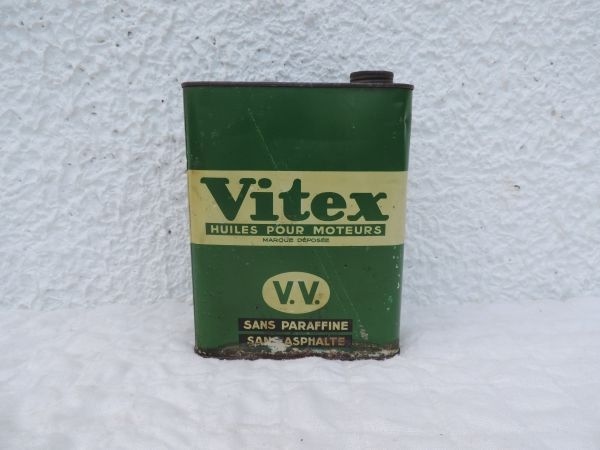 Vitex
HUILES POUR MOTEURS
MARQUE DÉPOSÉE
V.V.
SANS PARAFFINE
SANS ASPHALTE